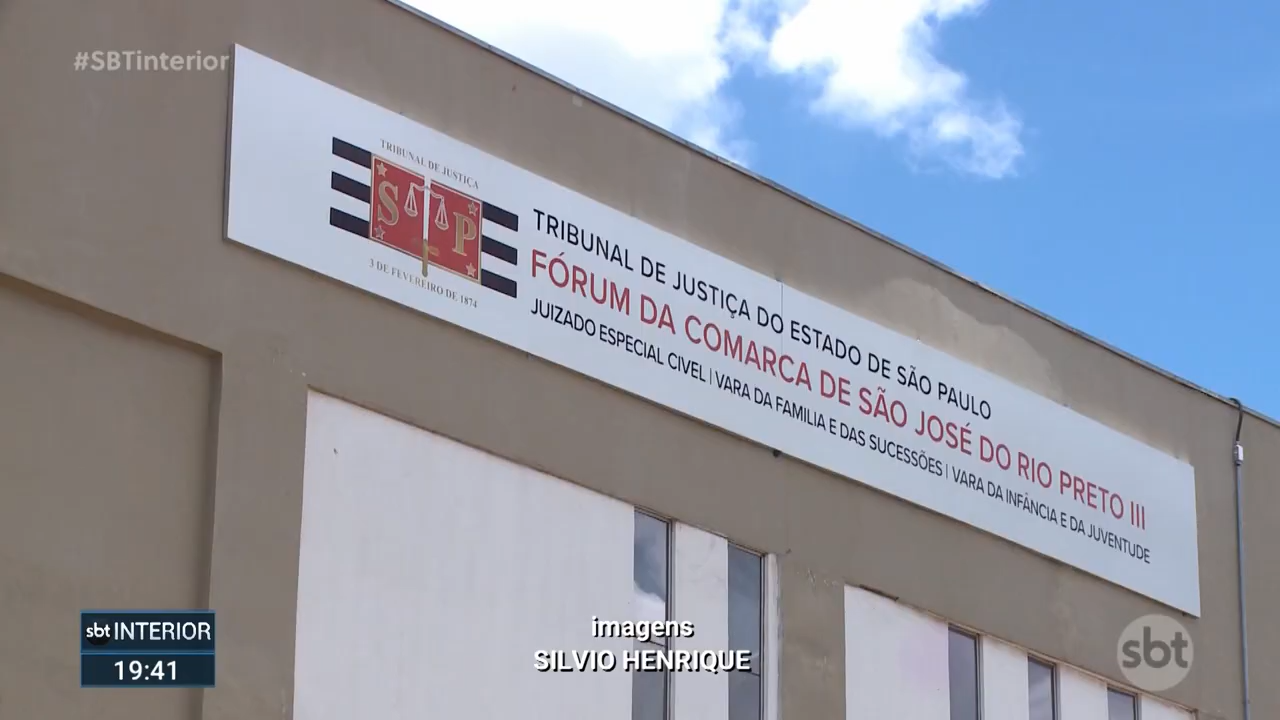 #SBTinterior
TRIBUNAL DE JUSTIÇA
S P
3 DE FEVEREIRO DE 1874
TRIBUNAL DE JUSTIÇA DO ESTADO DE SÃO PAULO
FÓRUM DA COMARCA DE SÃO JOSÉ DO RIO PRETO III
JUIZADO ESPECIAL CIVEL | VARA DA FAMILIA E DAS SUCESSÕES | VARA DA INFÂNCIA E DA JUVENTUDE
sbt INTERIOR
19:41
imagens
SILVIO HENRIQUE
sbt